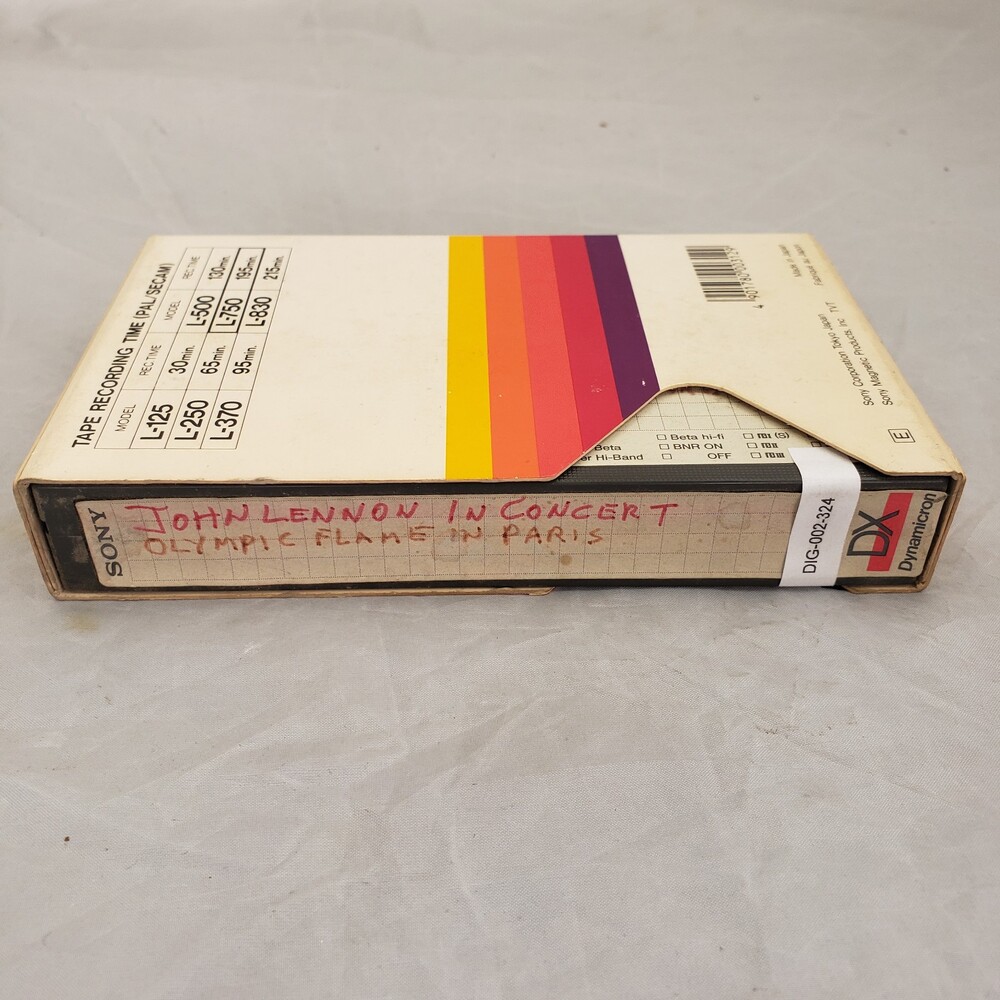 TAPE RECORDING TIME (PAL/SECAM)
MODEL REC.TIME MODEL REC TIME
L-125 30min. L-500 130min.
L-250 65min. L-750 195min.
L-370 95min. L-830 215min.
Made in Japan
Fabriqué au Japon
Sony Corporation Tokyo Japan
Sony Magnetic Products, Inc. TYT
E
Beta hi-fi
Beta BNR ON
Hi-Band OFF
SONY
JOHN LENNON IN CONCERT
OLYMPIC FLAME IN PARIS
DIG-002-324
DX
Dynamicron